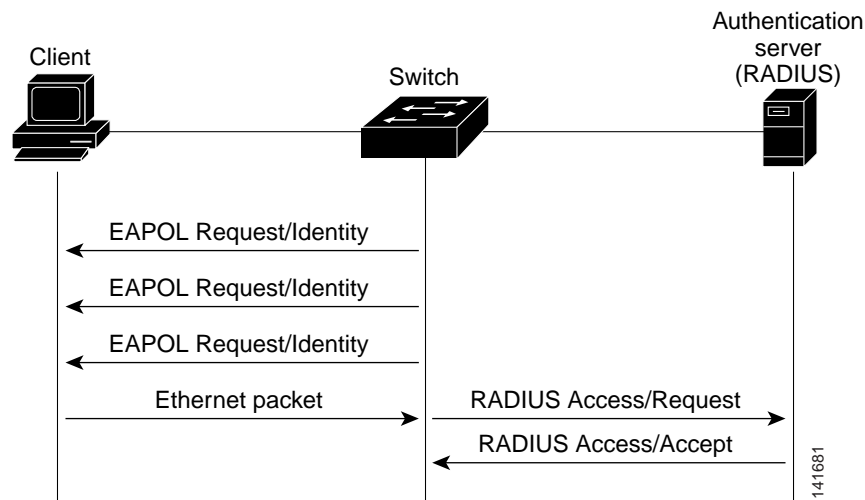 Client
Switch
Authentication
server
(RADIUS)
EAPOL Request/Identity
EAPOL Request/Identity
EAPOL Request/Identity
Ethernet packet
RADIUS Access/Request
RADIUS Access/Accept
141681